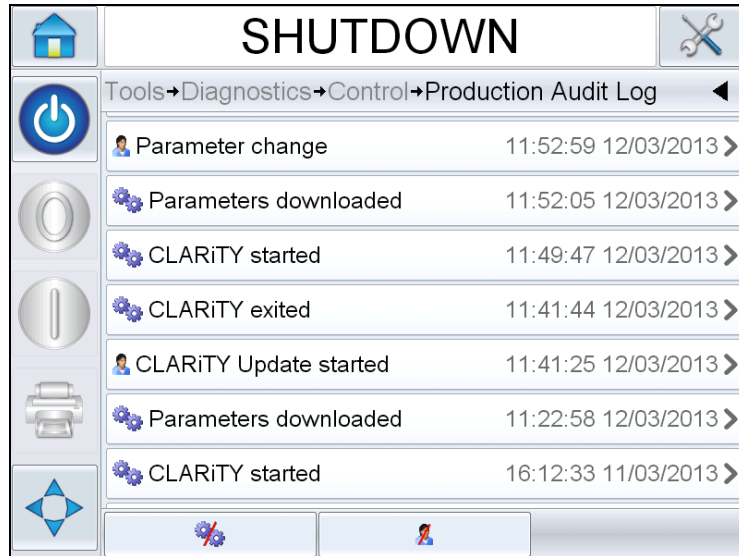 SHUTDOWN
Tools→Diagnostics→Control→Production Audit Log
Parameter change 11:52:59 12/03/2013
Parameters downloaded 11:52:05 12/03/2013
CLARiTY started 11:49:47 12/03/2013
CLARiTY exited 11:41:44 12/03/2013
CLARiTY Update started 11:41:25 12/03/2013
Parameters downloaded 11:22:58 12/03/2013
CLARiTY started 16:12:33 11/03/2013